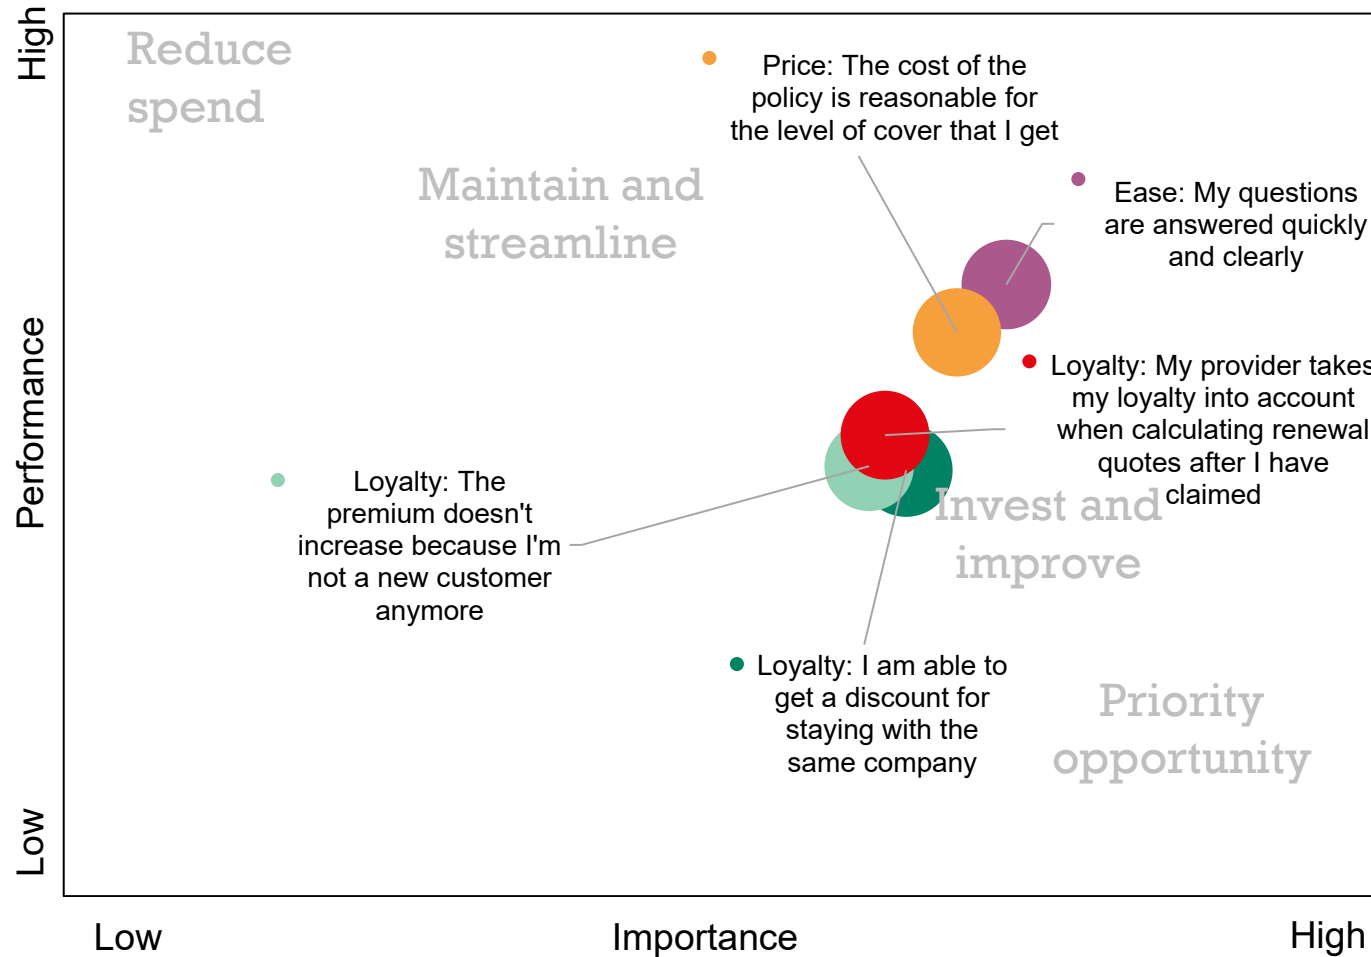 High
Reduce
spend
Price: The cost of the
policy is reasonable for
the level of cover that I get
Maintain and
streamline
Ease: My questions
are answered quickly
and clearly
Performance
Loyalty: My provider takes
my loyalty into account
when calculating renewal
quotes after I have
claimed
Loyalty: The
premium doesn't
increase because I'm
not a new customer
anymore
Invest and
improve
Loyalty: I am able to
get a discount for
staying with the
same company
Priority
opportunity
Low
Low
Importance
High